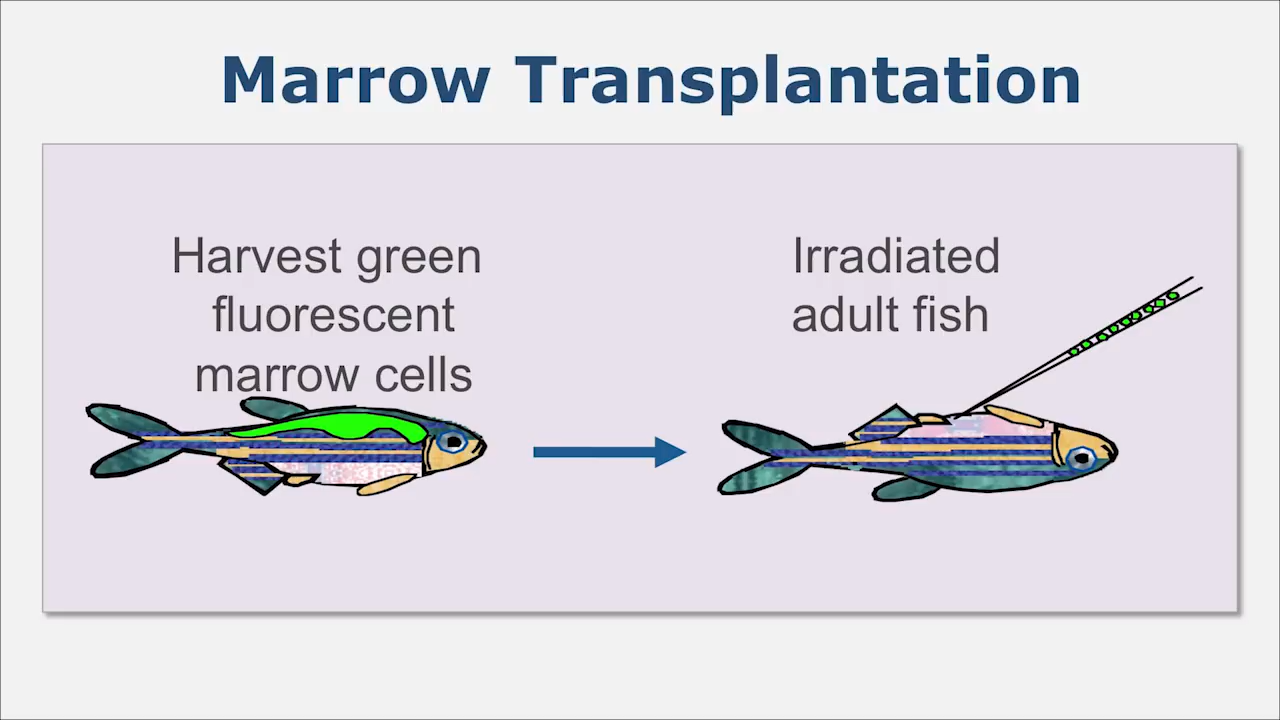 Marrow Transplantation
Harvest green
fluorescent
marrow cells
Irradiated
adult fish